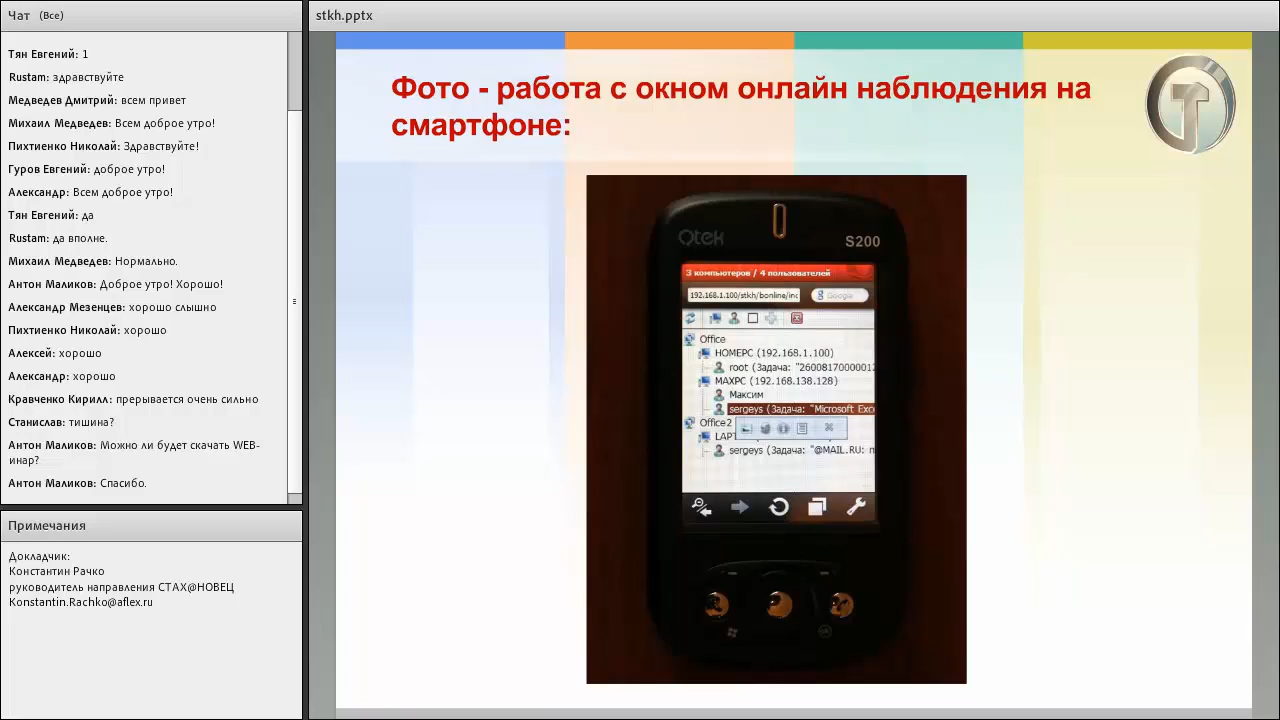 Чат (Все)
Тян Евгений: 1
Rustam: здравствуйте
Медведев Дмитрий: всем привет
Михаил Медведев: Всем доброе утро!
Пихтиенко Николай: Здравствуйте!
Гуров Евгений: доброе утро!
Александр: Всем доброе утро!
Тян Евгений: да
Rustam: да вполне.
Михаил Медведев: Нормально.
Антон Маликов: Доброе утро! Хорошо!
Александр Мезенцев: хорошо слышно
Пихтиенко Николай: хорошо
Алексей: хорошо
Александр: хорошо
Кравченко Кирилл: прерывается очень сильно
Станислав: тишина?
Антон Маликов: Можно ли будет скачать WEB-
инар?
Антон Маликов: Спасибо.
Примечания
Докладчик:
Константин Рачко
руководитель направления СТАХ@НОВЕЦ
Konstantin.Rachko@aflex.ru
stkh.pptx
Фото - работа с окном онлайн наблюдения на
смартфоне:
Qtek
S200
3 компьютеров / 4 пользователей
192.168.1.100/stkh/bonline/inc
Google
Office
HOMEPC (192.168.1.100)
root (Задача: "2600817000001
MAXPC (192.168.138.128)
Максим
sergeys (Задача: "Microsoft Exce
Office2
LAPT
sergeys (Задача: "@MAIL.RU: п